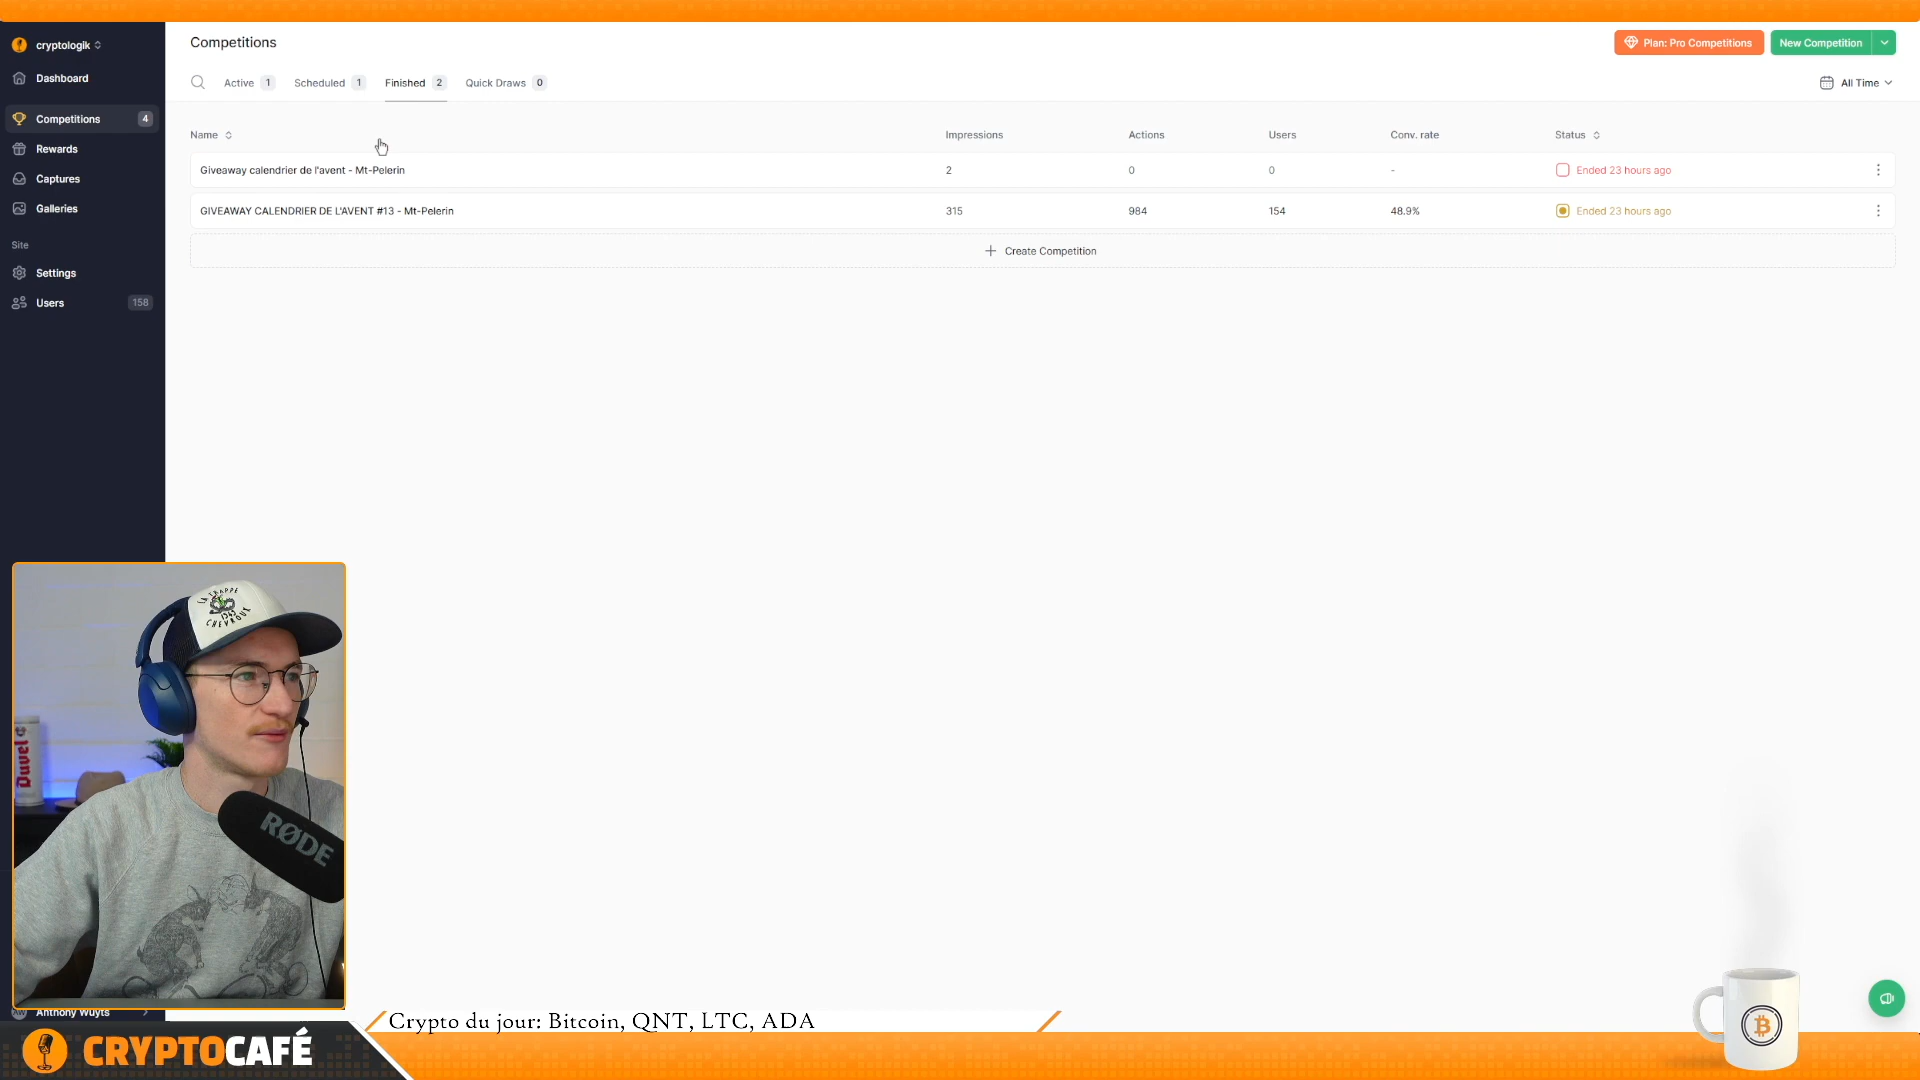 cryptologik
Dashboard
Competitions 4
Rewards
Captures
Galleries
Site
Settings
Users 158
Competitions
Plan: Pro Competitions
New Competition
Active 1 Scheduled 1 Finished 2 Quick Draws 0
All Time
Name Impressions Actions Users Conv. rate Status
Giveaway calendrier de l'avent - Mt-Pelerin 2 0 0 - Ended 23 hours ago
GIVEAWAY CALENDRIER DE L'AVENT #13 - Mt-Pelerin 315 984 154 48.9% Ended 23 hours ago
Create Competition
LA TRAPPE
1943
CHEVROUX
Duvel
RØDE
Anthony Wuyts
Crypto du jour: Bitcoin, QNT, LTC, ADA
CRYPTOCAFÉ